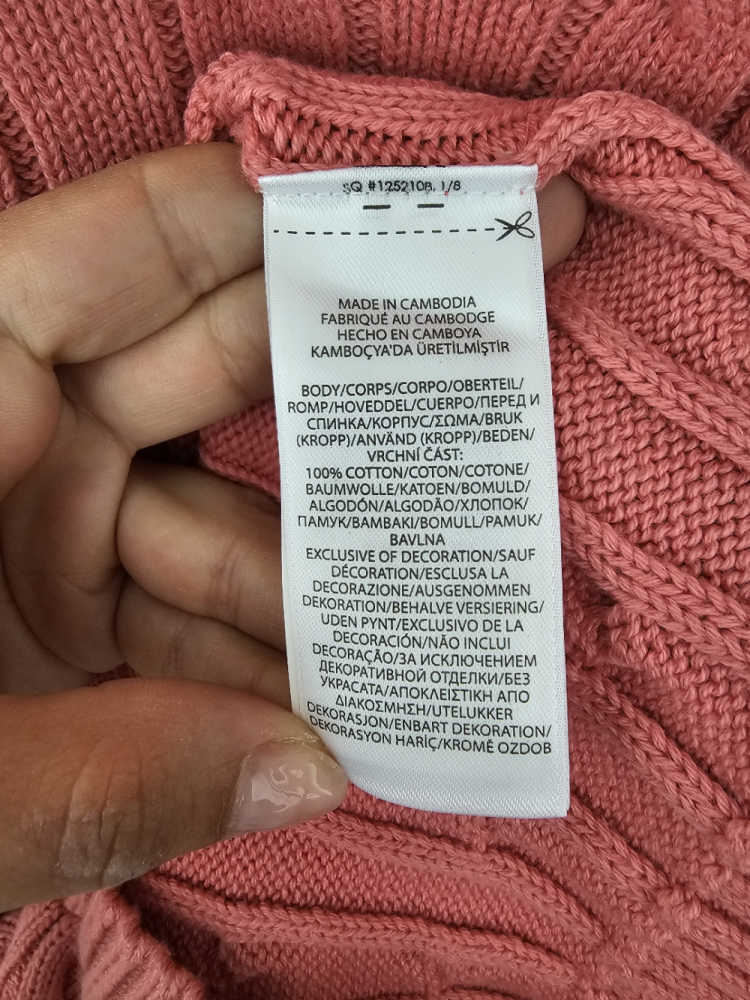 SQ #125210B, 1/8
MADE IN CAMBODIA
FABRIQUÉ AU CAMBODGE
HECHO EN CAMBOYA
KAMBOÇYA'DA ÜRETİLMİŞTİR
BODY/CORPS/CORPO/OBERTEIL/
ROMP/HOVEDDEL/CUERPO/ПЕРЕД И
СПИНКА/КОРПУС/ΣΩΜΑ/BRUK
(KROPP)/ANVÄND (KROPP)/BEDEN/
VRCHNÍ ČÁST:
100% COTTON/COTON/COTONE/
BAUMWOLLE/KATOEN/BOMULD/
ALGODÓN/ALGODÃO/ХЛОПОК/
ПАМУК/ΒΑΜΒΑΚΙ/BOMULL/PAMUK/
BAVLNA
EXCLUSIVE OF DECORATION/SAUF
DÉCORATION/ESCLUSA LA
DECORAZIONE/AUSGENOMMEN
DEKORATION/BEHALVE VERSIERING/
UDEN PYNT/EXCLUSIVO DE LA
DECORACIÓN/NÃO INCLUI
DECORAÇÃO/ЗА ИСКЛЮЧЕНИЕМ
ДЕКОРАТИВНОЙ ОТДЕЛКИ/БЕЗ
УКРАСАТА/ΑΠΟΚΛΕΙΣΤΙΚΗ ΑΠΟ
ΔΙΑΚΟΣΜΗΣΗ/UTELUKKER
DEKORASJON/ENBART DEKORATION/
DEKORASYON HARİÇ/KROMĚ OZDOB